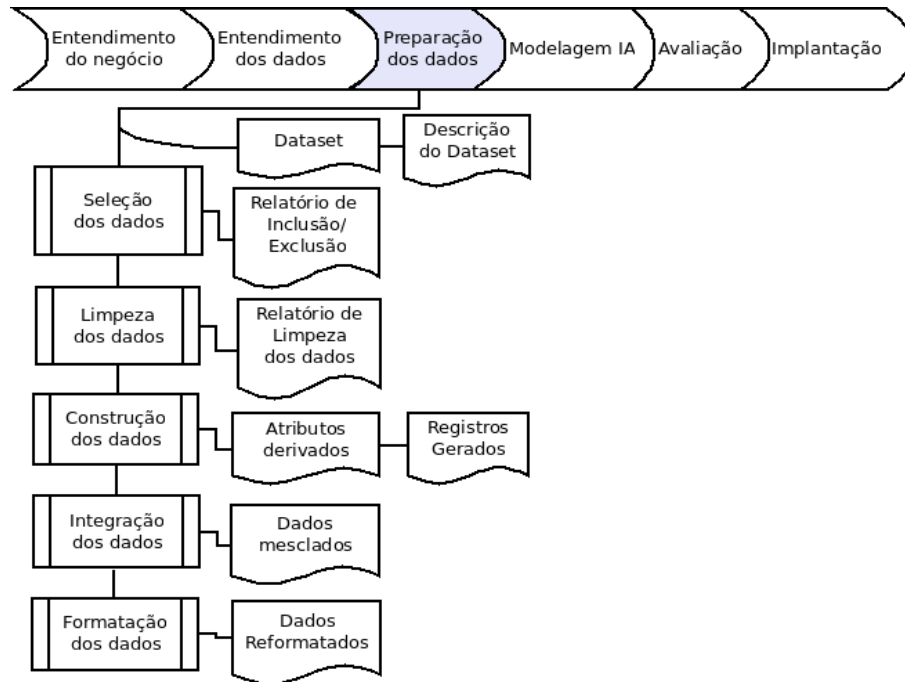 Entendimento
do negócio
Entendimento
dos dados
Preparação
dos dados
Modelagem IA
Avaliação
Implantação
Dataset
Descrição
do Dataset
Seleção
dos dados
Relatório de
Inclusão/
Exclusão
Limpeza
dos dados
Relatório de
Limpeza
dos dados
Construção
dos dados
Atributos
derivados
Registros
Gerados
Integração
dos dados
Dados
mesclados
Formatação
dos dados
Dados
Reformatados